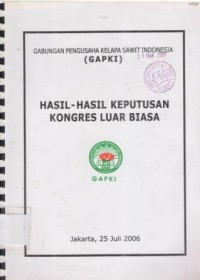 GABUNGAN PENGUSAHA KELAPA SAWIT INDONESIA
(GAPKI)
HASIL-HASIL KEPUTUSAN
KONGRES LUAR BIASA
GAPKI
Jakarta, 25 Juli 2006